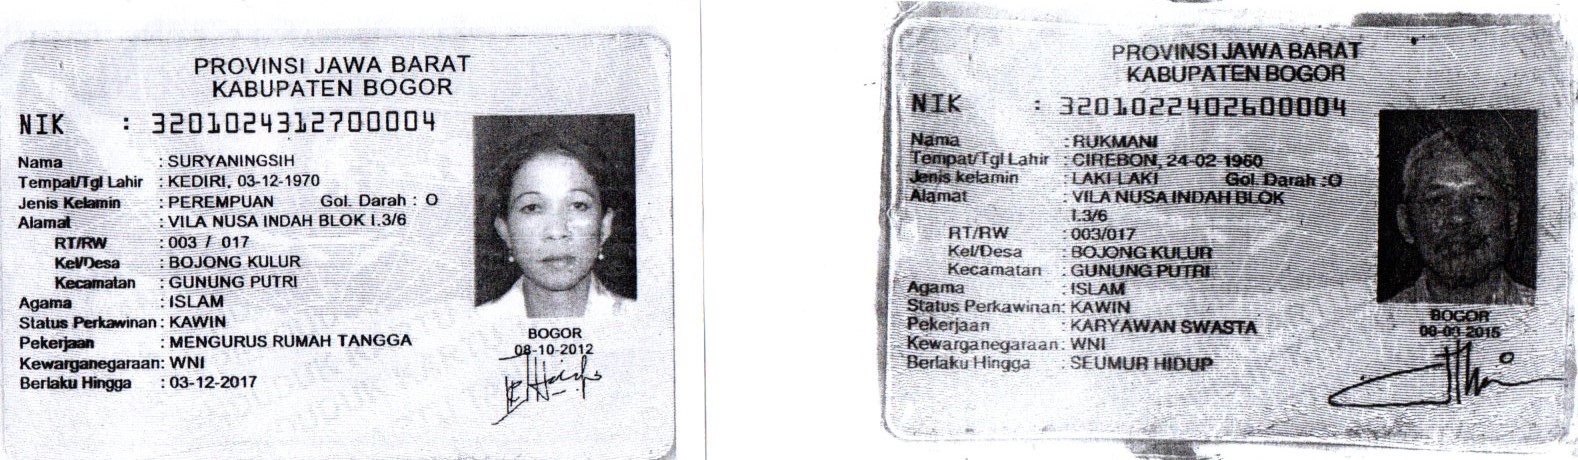 PROVINSI JAWA BARAT
KABUPATEN BOGOR
NIK : 3201024312700004
Nama : SURYANINGSIH
Tempat/Tgl Lahir : KEDIRI, 03-12-1970
Jenis Kelamin : PEREMPUAN Gol. Darah : O
Alamat : VILA NUSA INDAH BLOK I.3/6
RT/RW : 003 / 017
Kel/Desa : BOJONG KULUR
Kecamatan : GUNUNG PUTRI
Agama : ISLAM
Status Perkawinan : KAWIN
Pekerjaan : MENGURUS RUMAH TANGGA
Kewarganegaraan: WNI
Berlaku Hingga : 03-12-2017
BOGOR
08-10-2012
PROVINSI JAWA BARAT
KABUPATEN BOGOR
NIK : 3201022402600004
Nama : RUKMANI
Tempat/Tgl Lahir : CIREBON, 24-02-1960
Jenis kelamin : LAKI-LAKI Gol. Darah :O
Alamat : VILA NUSA INDAH BLOK
I.3/6
RT/RW : 003/017
Kel/Desa : BOJONG KULUR
Kecamatan : GUNUNG PUTRI
Agama : ISLAM
Status Perkawinan: KAWIN
Pekerjaan : KARYAWAN SWASTA
Kewarganegaraan: WNI
Berlaku Hingga : SEUMUR HIDUP
BOGOR